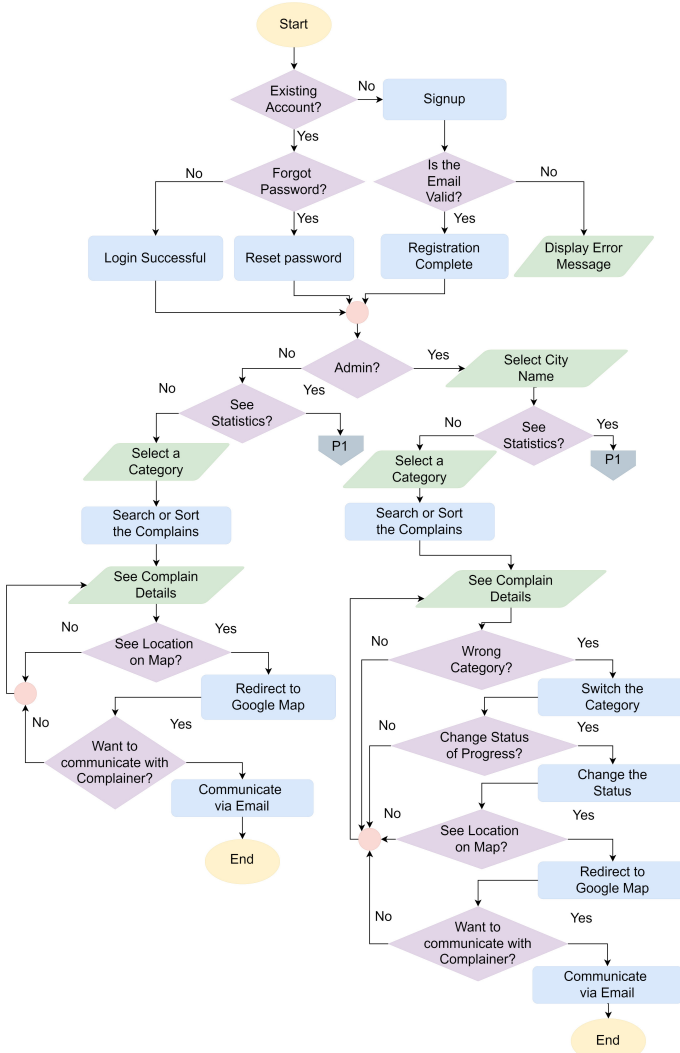 Start
Existing
Account?
No
Signup
Yes
Forgot
Password?
No
Yes
Is the
Email
Valid?
No
Yes
Login Successful
Reset password
Registration
Complete
Display Error
Message
Admin?
No
Yes
Select City
Name
See
Statistics?
No
Yes
P1
See
Statistics?
No
Yes
P1
Select a
Category
Search or Sort
the Complains
See Complain
Details
See Location
on Map?
No
Yes
Redirect to
Google Map
Want to
communicate with
Complainer?
No
Yes
Communicate
via Email
End
Select a
Category
Search or Sort
the Complains
See Complain
Details
Wrong
Category?
No
Yes
Switch the
Category
Change Status
of Progress?
No
Yes
Change the
Status
See Location
on Map?
No
Yes
Redirect to
Google Map
Want to
communicate with
Complainer?
No
Yes
Communicate
via Email
End